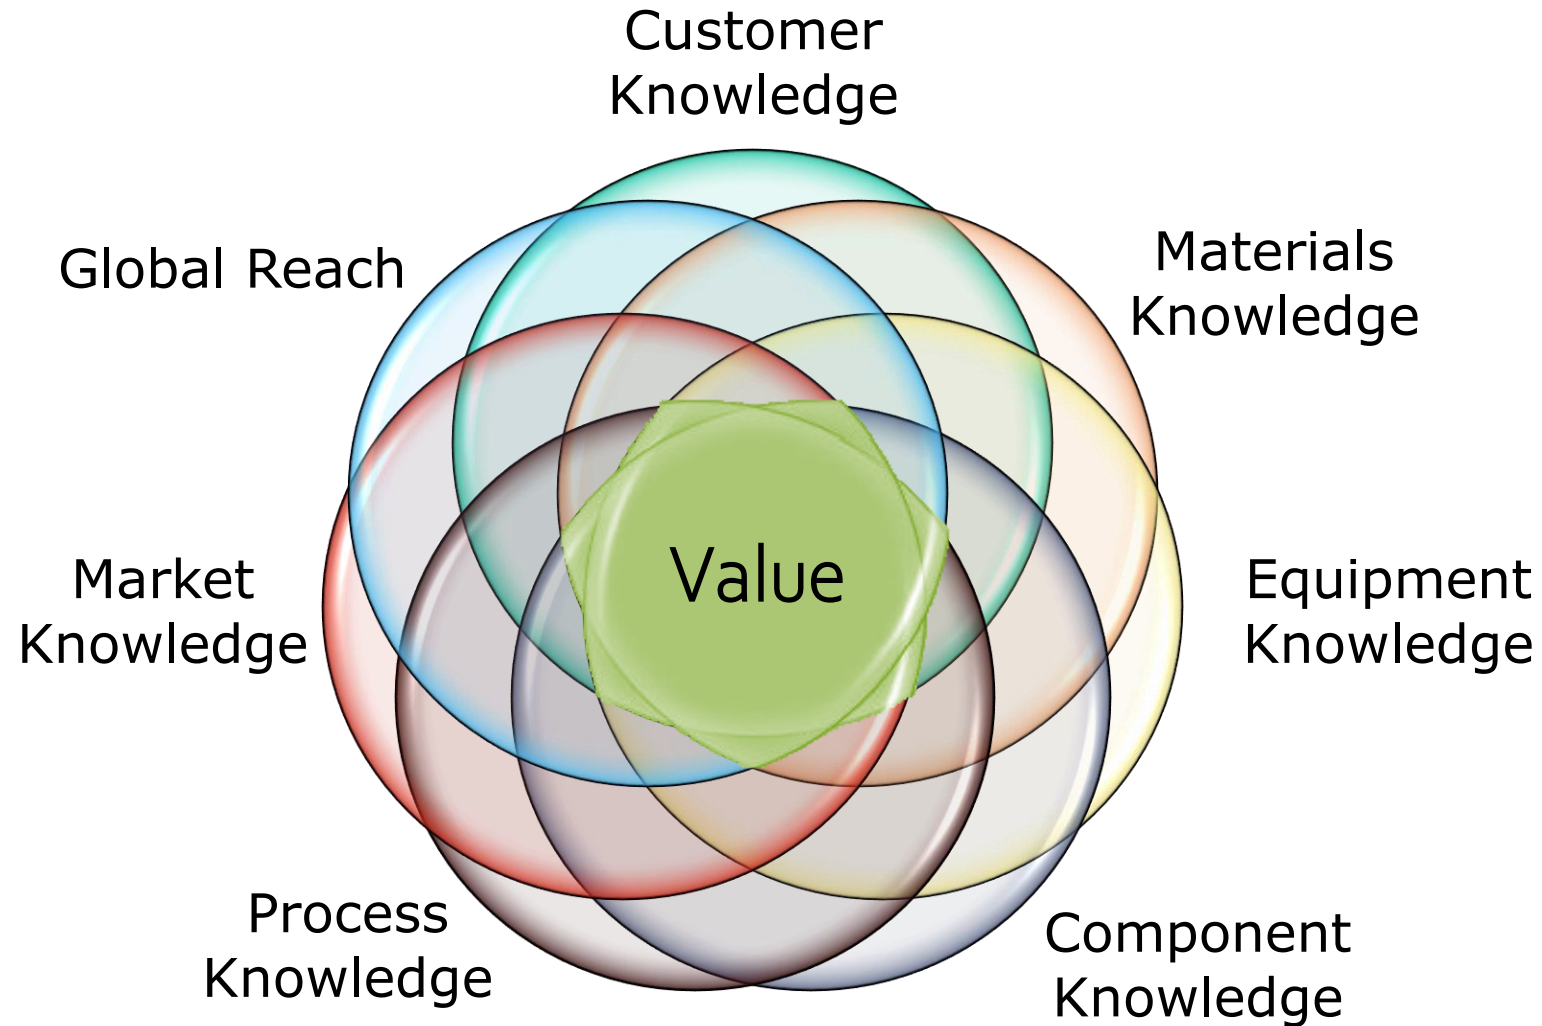 Customer
Knowledge
Global Reach
Materials
Knowledge
Market
Knowledge
Value
Equipment
Knowledge
Process
Knowledge
Component
Knowledge